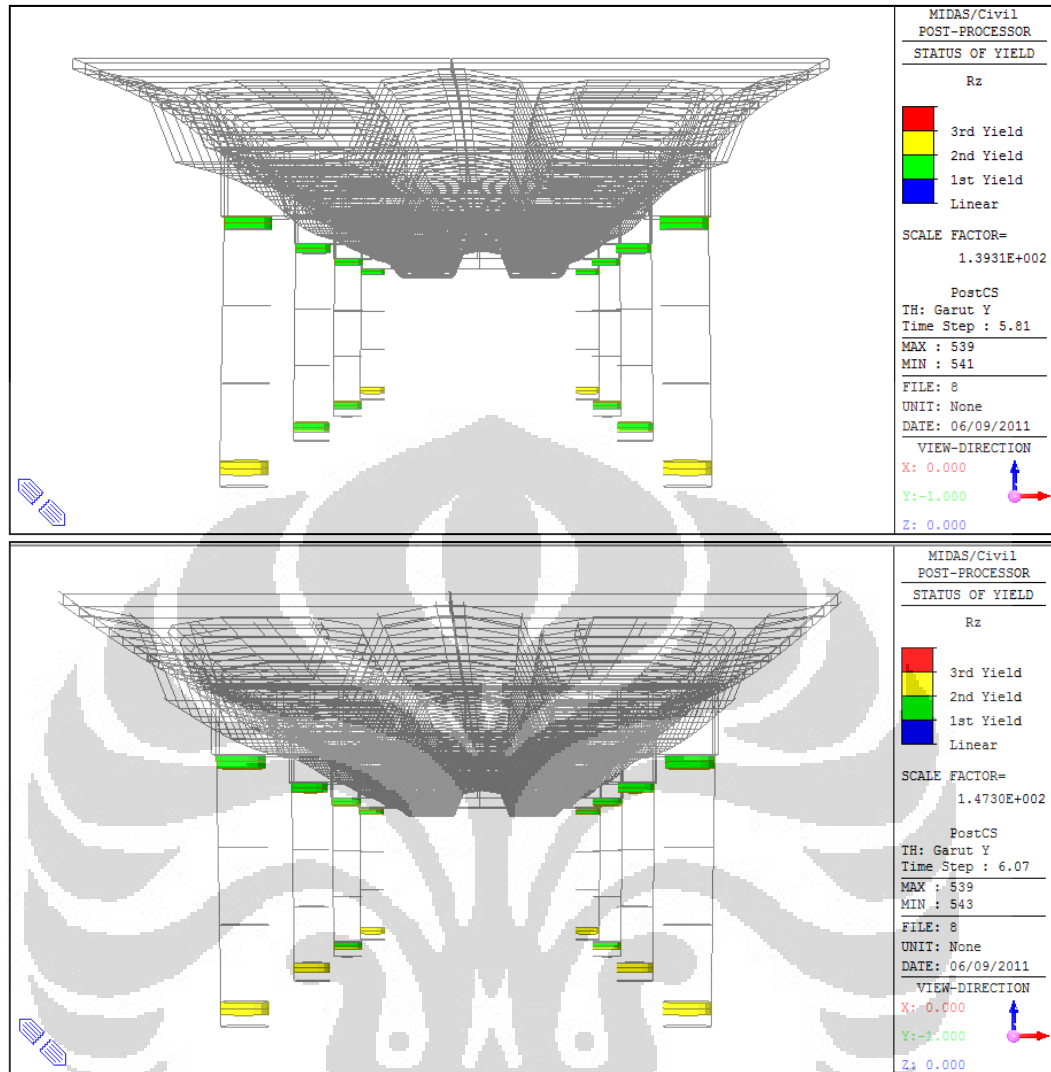 MIDAS/Civil
POST-PROCESSOR
STATUS OF YIELD
Rz
3rd Yield
2nd Yield
1st Yield
Linear
SCALE FACTOR=
1.3931E+002
PostCS
TH: Garut Y
Time Step : 5.81
MAX : 539
MIN : 541
FILE: 8
UNIT: None
DATE: 06/09/2011
VIEW-DIRECTION
X: 0.000
Y:-1.000
Z: 0.000
MIDAS/Civil
POST-PROCESSOR
STATUS OF YIELD
Rz
3rd Yield
2nd Yield
1st Yield
Linear
SCALE FACTOR=
1.4730E+002
PostCS
TH: Garut Y
Time Step : 6.07
MAX : 539
MIN : 543
FILE: 8
UNIT: None
DATE: 06/09/2011
VIEW-DIRECTION
X: 0.000
Y:-1.000
Z: 0.000